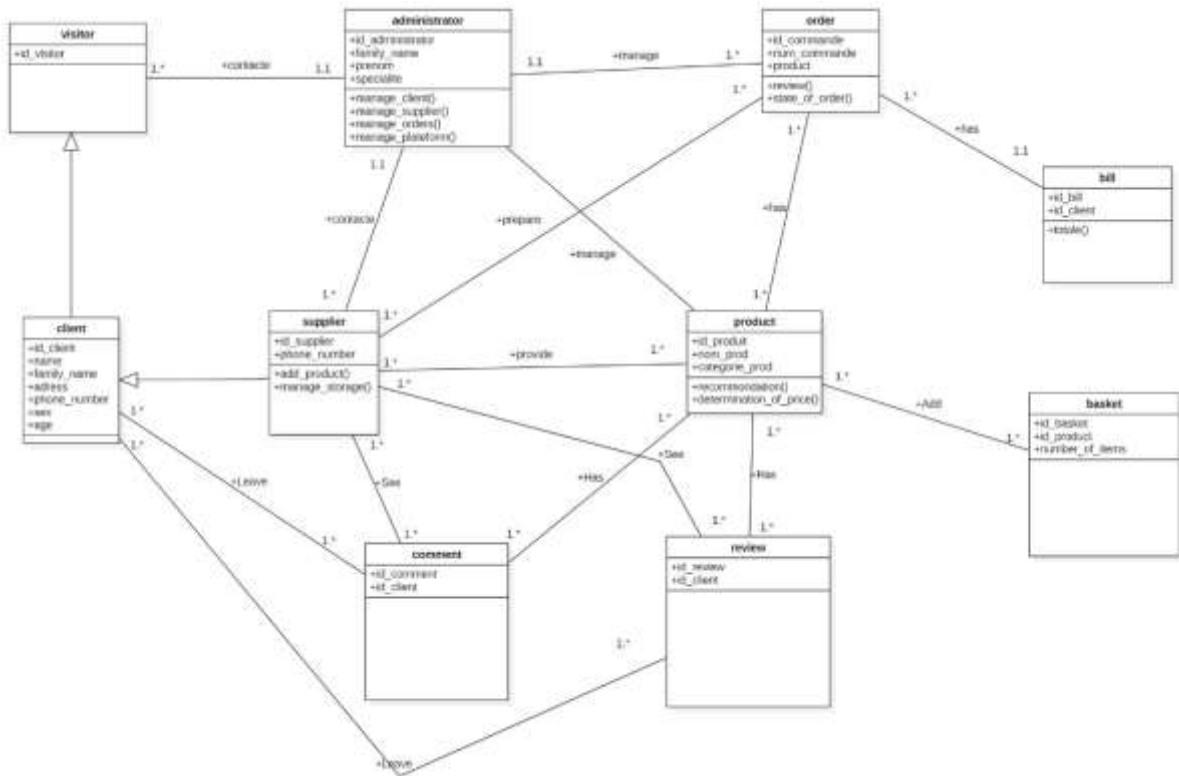 visitor
+id_visitor
administrator
+id_administrator
+family_name
+prenom
+specialite
+manage_client()
+manage_supplier()
+manage_orders()
+manage_plateform()
order
+id_commande
+num_commande
+product
+review()
+state_of_order()
1.*
+contacte
1.1
1.1
+manage
1.*
1.*
1.*
+has
1.1
1.*
bill
+id_bill
+id_client
+totale()
1.1
+contacte
1.*
+prepare
1.*
+manage
+has
1.*
client
+id_client
+name
+family_name
+adress
+phone_number
+sex
+age
supplier
+id_supplier
+phone_number
+add_product()
+manage_storage()
product
+id_produit
+nom_prod
+categorie_prod
+recommondation()
+determination_of_price()
1.*
+provide
1.*
1.*
+Add
1.*
basket
+id_basket
+id_product
+number_of_items
1.*
+Leave
1.*
1.*
+See
1.*
1.*
+Has
1.*
1.*
+See
1.*
1.*
+Has
1.*
comment
+id_comment
+id_client
review
+id_review
+id_client
1.*
+Leave
1.*